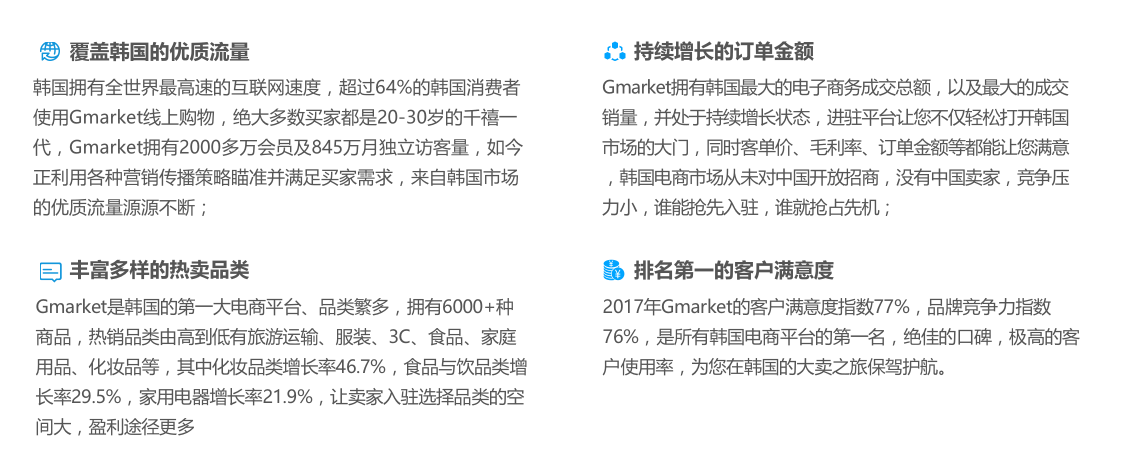 覆盖韩国的优质流量
韩国拥有全世界最高速的互联网速度，超过64%的韩国消费者
使用Gmarket线上购物，绝大多数买家都是20-30岁的千禧一
代，Gmarket拥有2000多万会员及845万月独立访客量，如今
正利用各种营销传播策略瞄准并满足买家需求，来自韩国市场
的优质流量源源不断；
持续增长的订单金额
Gmarket拥有韩国最大的电子商务成交总额，以及最大的成交
销量，并处于持续增长状态，进驻平台让您不仅轻松打开韩国
市场的大门，同时客单价、毛利率、订单金额等都能让您满意
，韩国电商市场从未对中国开放招商，没有中国卖家，竞争压
力小，谁能抢先入驻，谁就抢占先机；
丰富多样的热卖品类
Gmarket是韩国的第一大电商平台、品类繁多，拥有6000+种
商品，热销品类由高到低有旅游运输、服装、3C、食品、家庭
用品、化妆品等，其中化妆品类增长率46.7%，食品与饮品类增
长率29.5%，家用电器增长率21.9%，让卖家入驻选择品类的空
间大，盈利途径更多
排名第一的客户满意度
2017年Gmarket的客户满意度指数77%，品牌竞争力指数
76%，是所有韩国电商平台的第一名，绝佳的口碑，极高的客
户使用率，为您在韩国的大卖之旅保驾护航。